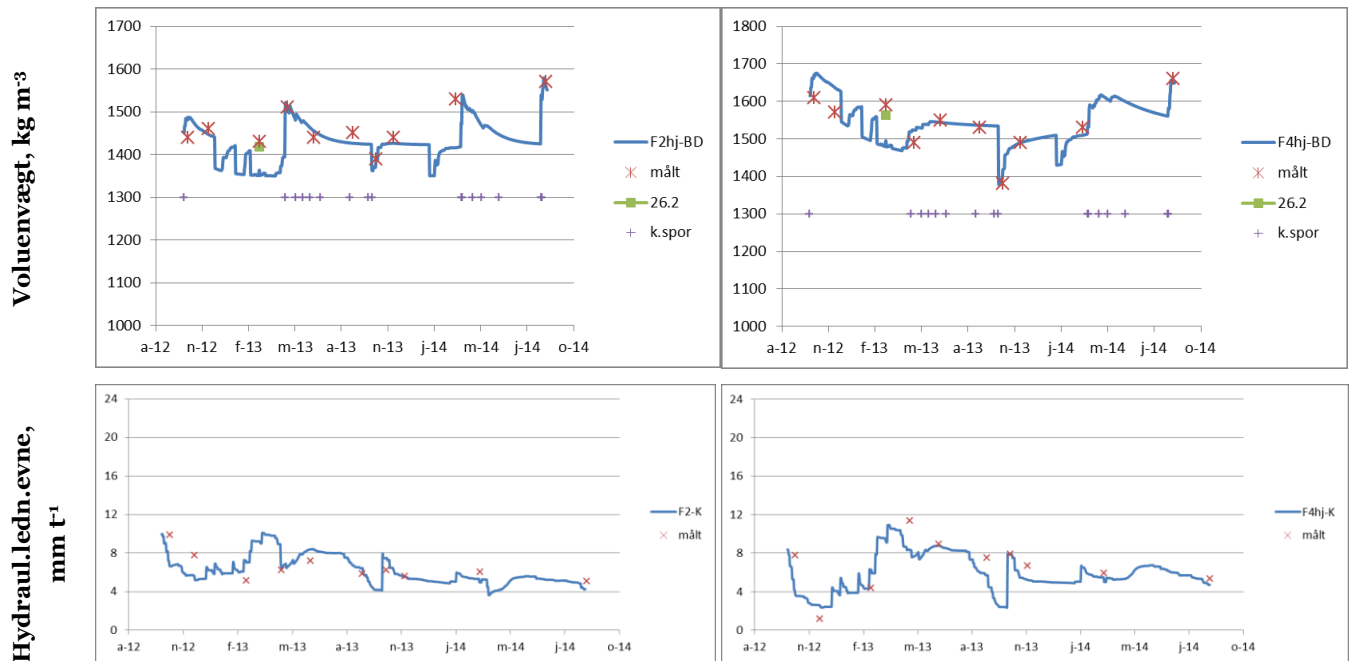 Voluenvægt, kg m-3
1700
1600
1500
1400
1300
1200
1100
1000
a-12 n-12 f-13 m-13 a-13 n-13 j-14 m-14 j-14 o-14
F2hj-BD
målt
26.2
k.spor
1800
1700
1600
1500
1400
1300
1200
1100
1000
a-12 n-12 f-13 m-13 a-13 n-13 j-14 m-14 j-14 o-14
F4hj-BD
målt
26.2
k.spor
Hydraul.ledn.evne,
mm t-1
24
20
16
12
8
4
0
a-12 n-12 f-13 m-13 a-13 n-13 j-14 m-14 j-14 o-14
F2-K
målt
24
20
16
12
8
4
0
a-12 n-12 f-13 m-13 a-13 n-13 j-14 m-14 j-14 o-14
F4hj-K
målt